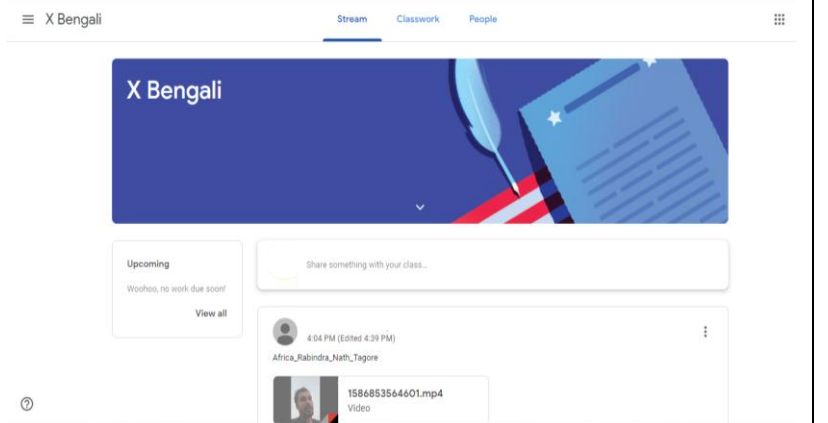 X Bengali
Stream Classwork People
X Bengali
Upcoming
Woohoo, no work due soon!
View all
Share something with your class...
4:04 PM (Edited 4:39 PM)
Africa_Rabindra_Nath_Tagore
1586853564601.mp4
Video